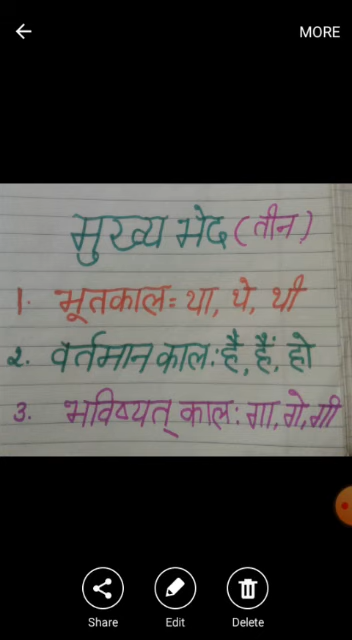 MORE
मुख्य भेद (तीन)
1. भूतकाल= था, थे, थी
२. वर्तमान काल: है, हैं, हो
3. भविष्यत् काल: गा, गे, गी
Share Edit Delete